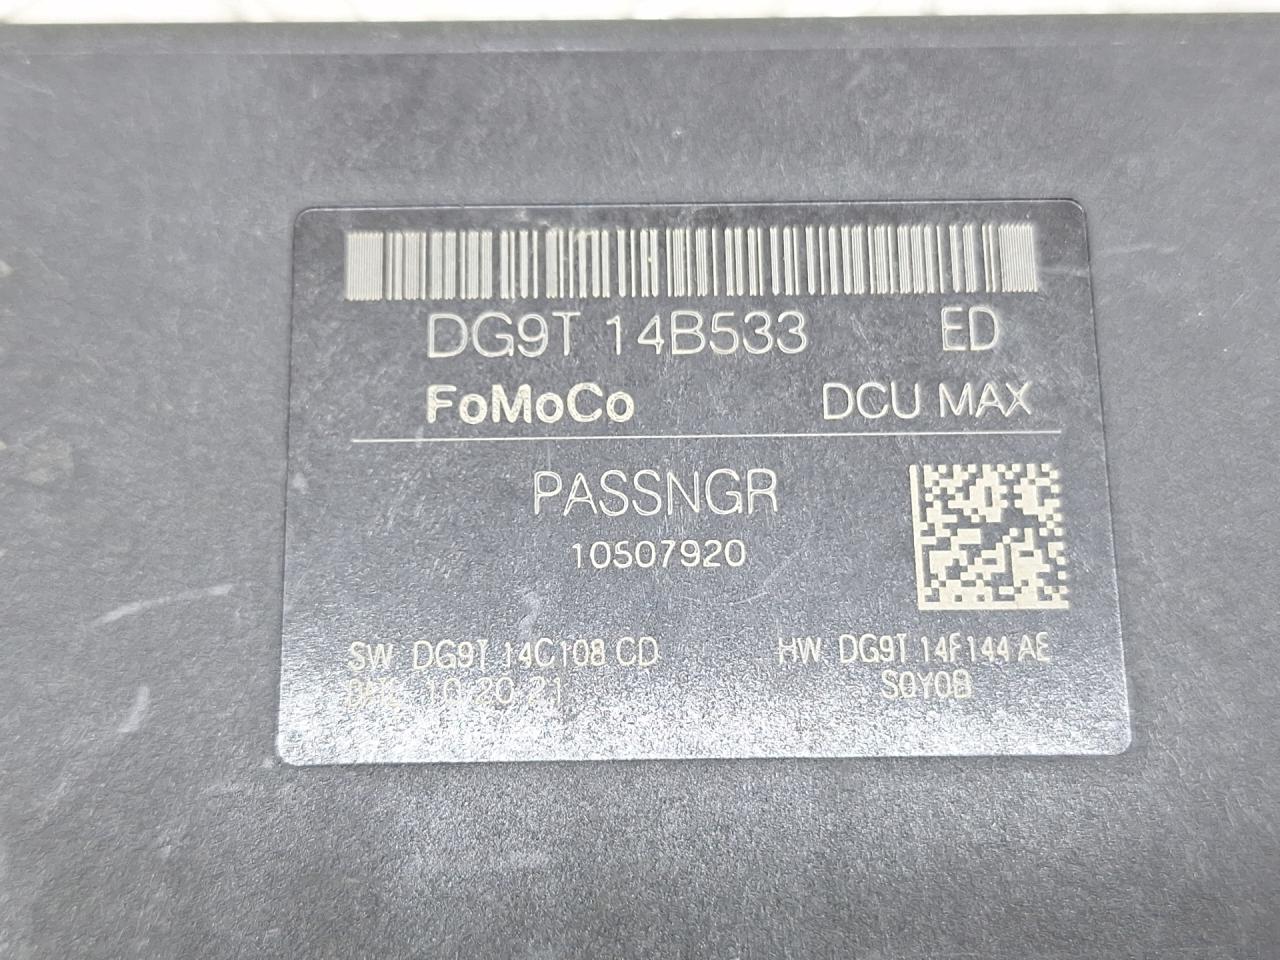 DG9T 14B533 ED
FoMoCo DCU MAX
PASSNGR
10507920
SW DG9T 14C108 CD HW DG9T 14F144 AE
10.20.21 S0Y0B